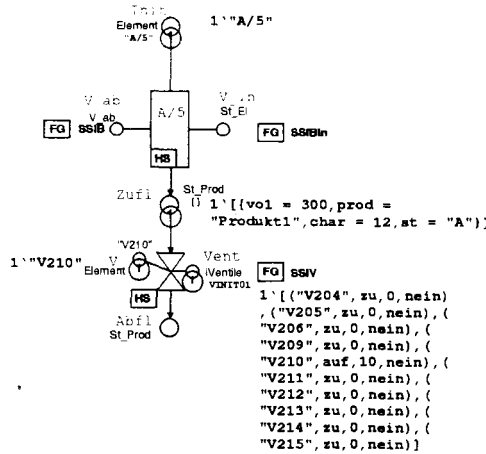 Init
Element
"A/5"
1`"A/5"
V ab
V_ab
A/5
Sf_El
FG SSIB
FG SSIBIn
HS
Zufl
St_Prod
[]
1`[{vol = 300,prod =
"Produkt1",char = 12,st = "A"}]
"V210"
1`"V210"
V
Element
Vent
iVentile
VINIT01
FG SSIV
HS
1`[("V204",zu,0,nein)
,("V205",zu,0,nein),(
"V206",zu,0,nein),(
"V209",zu,0,nein),(
"V210",auf,10,nein),(
"V211",zu,0,nein),(
"V212",zu,0,nein),(
"V213",zu,0,nein),(
"V214",zu,0,nein),(
"V215",zu,0,nein)]
Abfl
St_Prod